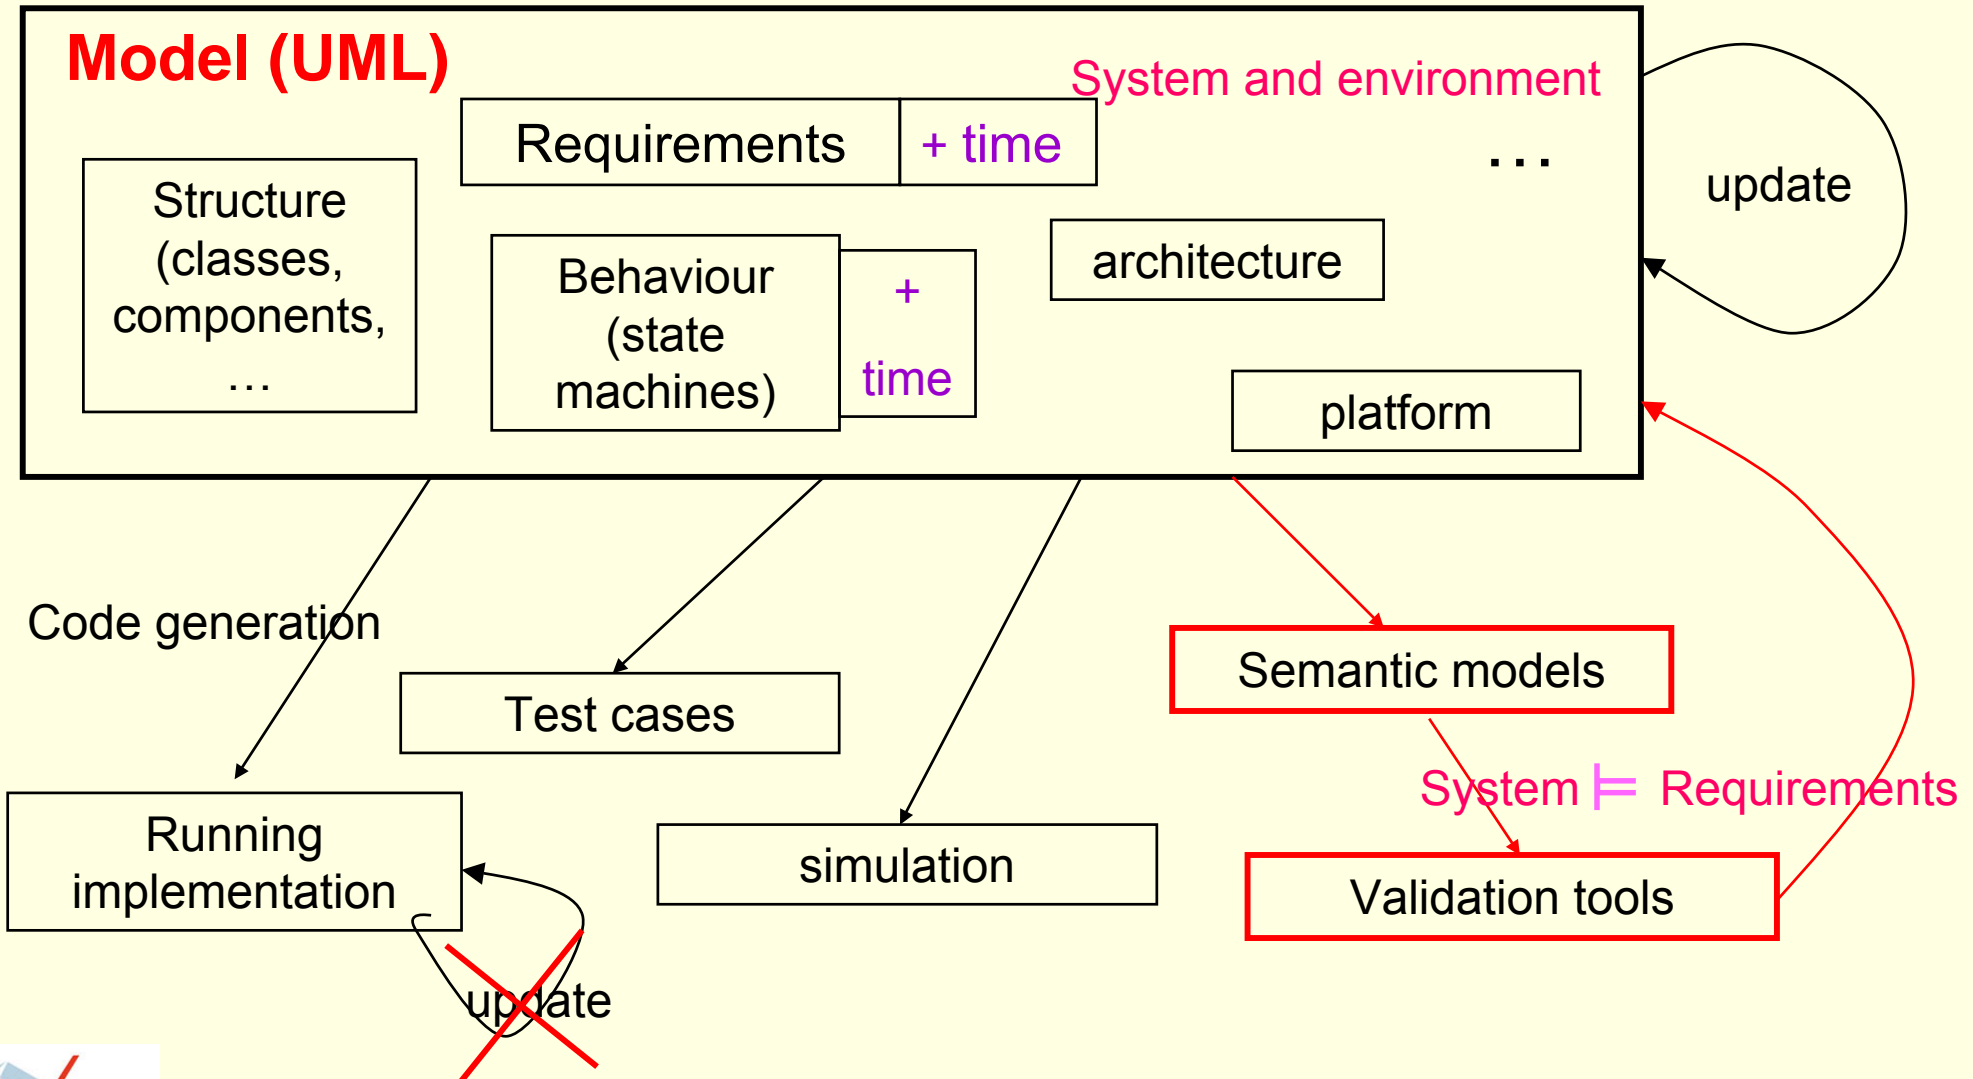 Model (UML)
System and environment
Requirements
+ time
…
Structure
(classes,
components,
…
Behaviour
(state
machines)
+
time
architecture
platform
update
Code generation
Test cases
Semantic models
System ⊨ Requirements
Running
implementation
simulation
Validation tools
update